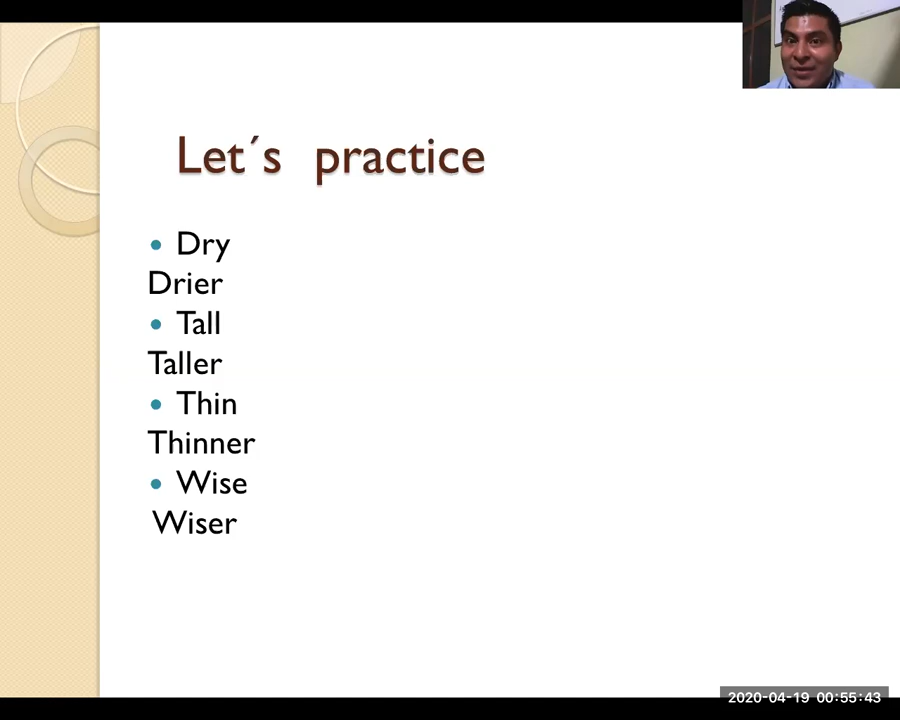 Let´s practice
• Dry
Drier
• Tall
Taller
• Thin
Thinner
• Wise
Wiser
2020-04-19 00:55:43